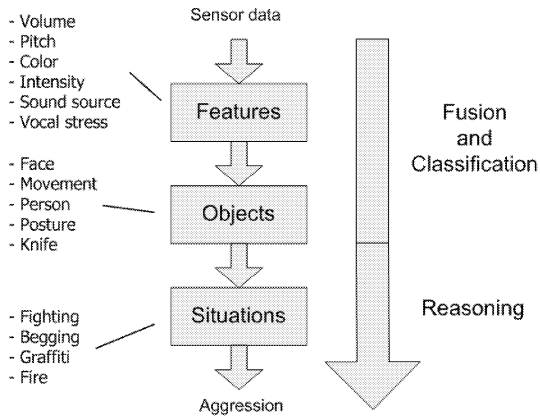 Sensor data
- Volume
- Pitch
- Color
- Intensity
- Sound source
- Vocal stress
Features
- Face
- Movement
- Person
- Posture
- Knife
Objects
- Fighting
- Begging
- Graffiti
- Fire
Situations
Aggression
Fusion
and
Classification
Reasoning